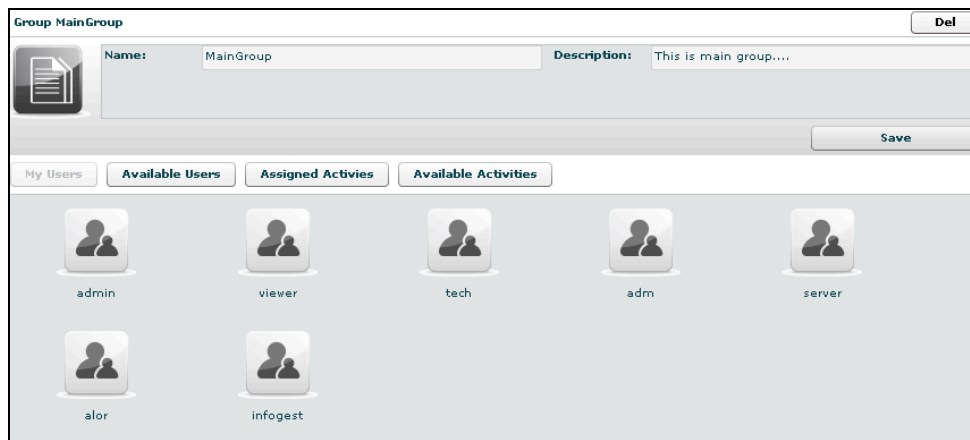 Group MainGroup
Del
Name: MainGroup Description: This is main group....
Save
My Users Available Users Assigned Activies Available Activities
admin viewer tech adm server
alor infogest